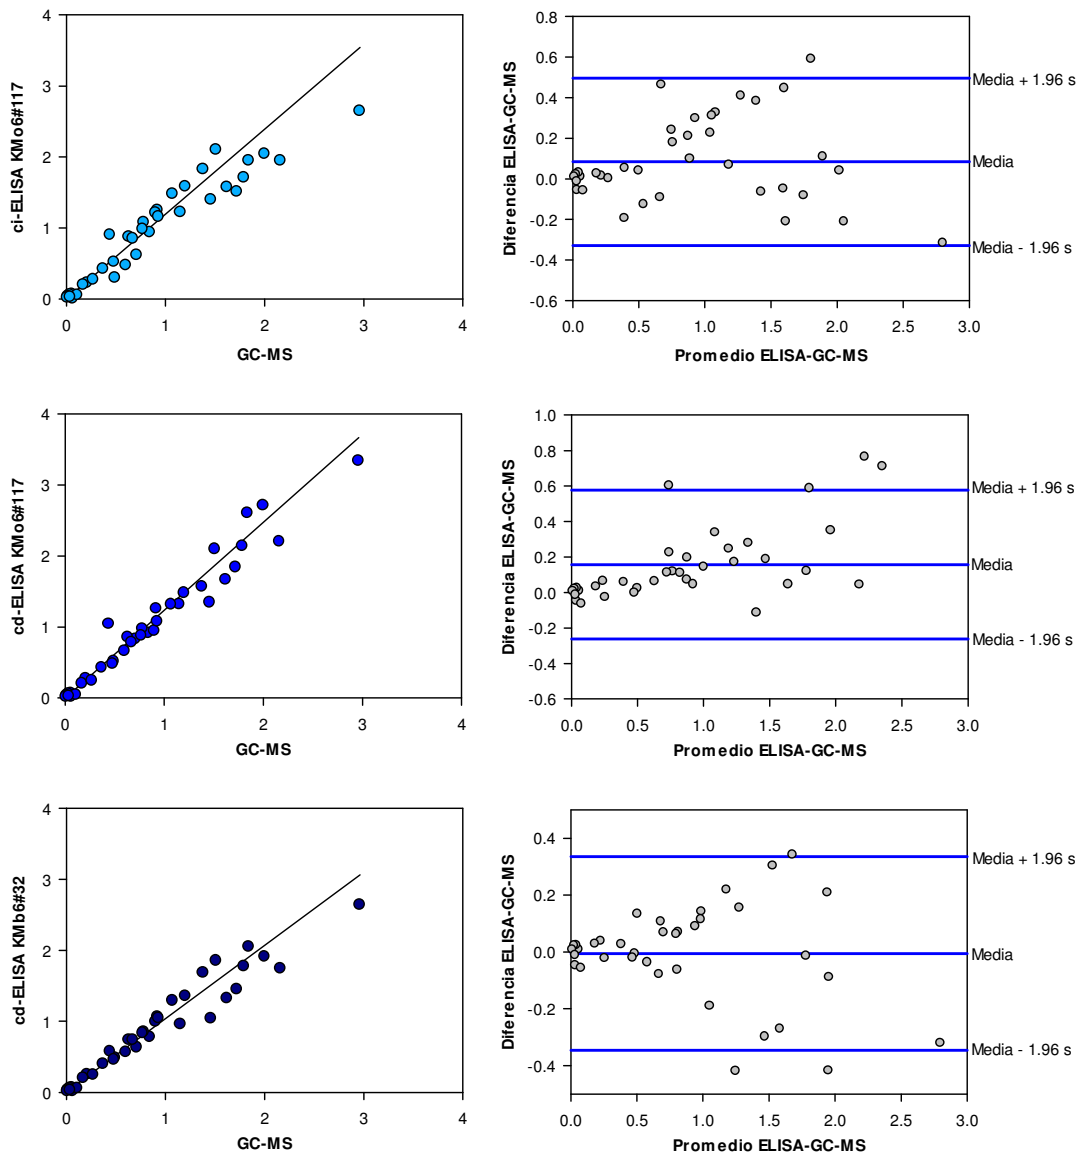 4
3
2
1
0
ci-ELISA KMo6#117
0 1 2 3 4
GC-MS
0.8
0.6
0.4
0.2
0.0
-0.2
-0.4
-0.6
Diferencia ELISA-GC-MS
Media + 1.96 s
Media
Media - 1.96 s
0.0 0.5 1.0 1.5 2.0 2.5 3.0
Promedio ELISA-GC-MS
4
3
2
1
0
cd-ELISA KMo6#117
0 1 2 3 4
GC-MS
1.0
0.8
0.6
0.4
0.2
0.0
-0.2
-0.4
-0.6
Diferencia ELISA-GC-MS
Media + 1.96 s
Media
Media - 1.96 s
0.0 0.5 1.0 1.5 2.0 2.5 3.0
Promedio ELISA-GC-MS
4
3
2
1
0
cd-ELISA KMb6#32
0 1 2 3 4
GC-MS
0.4
0.2
0.0
-0.2
-0.4
Diferencia ELISA-GC-MS
Media + 1.96 s
Media
Media - 1.96 s
0.0 0.5 1.0 1.5 2.0 2.5 3.0
Promedio ELISA-GC-MS